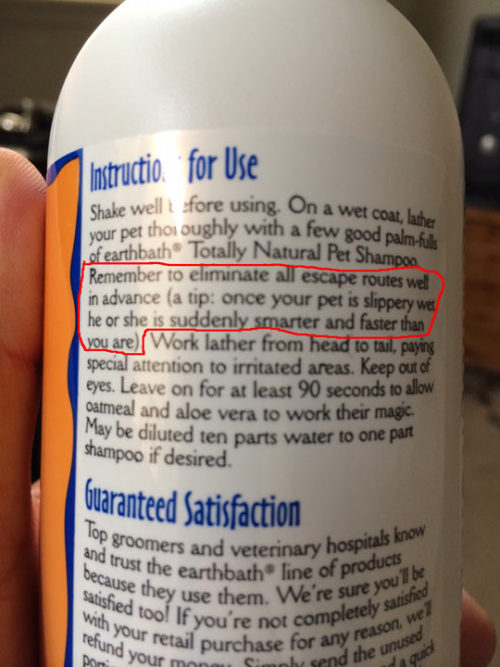 Instructio for Use
Shake well before using. On a wet coat, lather
your pet thoroughly with a few good palm-fulls
of earthbath® Totally Natural Pet Shampoo.
Remember to eliminate all escape routes well
in advance (a tip: once your pet is slippery wet
he or she is suddenly smarter and faster than
you are). Work lather from head to tail, paying
special attention to irritated areas. Keep out of
eyes. Leave on for at least 90 seconds to allow
oatmeal and aloe vera to work their magic.
May be diluted ten parts water to one part
shampoo if desired.
Guaranteed Satisfaction
Top groomers and veterinary hospitals know
and trust the earthbath® line of products
because they use them. We're sure you'll be
satisfied too! If you're not completely satisfied
with your retail purchase for any reason, we'll
refund your money. Simply send the unused
quick